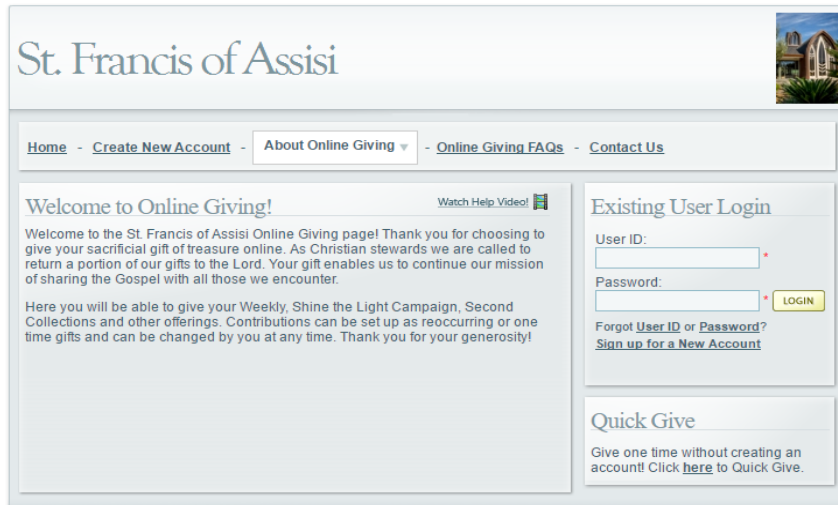 St. Francis of Assisi
Home - Create New Account - About Online Giving - Online Giving FAQs - Contact Us
Welcome to Online Giving!
Watch Help Video!
Welcome to the St. Francis of Assisi Online Giving page! Thank you for choosing to
give your sacrificial gift of treasure online. As Christian stewards we are called to
return a portion of our gifts to the Lord. Your gift enables us to continue our mission
of sharing the Gospel with all those we encounter.
Here you will be able to give your Weekly, Shine the Light Campaign, Second
Collections and other offerings. Contributions can be set up as reoccurring or one
time gifts and can be changed by you at any time. Thank you for your generosity!
Existing User Login
User ID:
*
Password:
* LOGIN
Forgot User ID or Password?
Sign up for a New Account
Quick Give
Give one time without creating an
account! Click here to Quick Give.